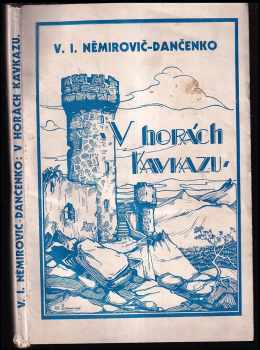 V. I. NĚMIROVIČ-DANČENKO: V HORÁCH KAVKAZU.
V. I. NĚMIROVIČ-DANČENKO
V HORÁCH
KAVKAZU